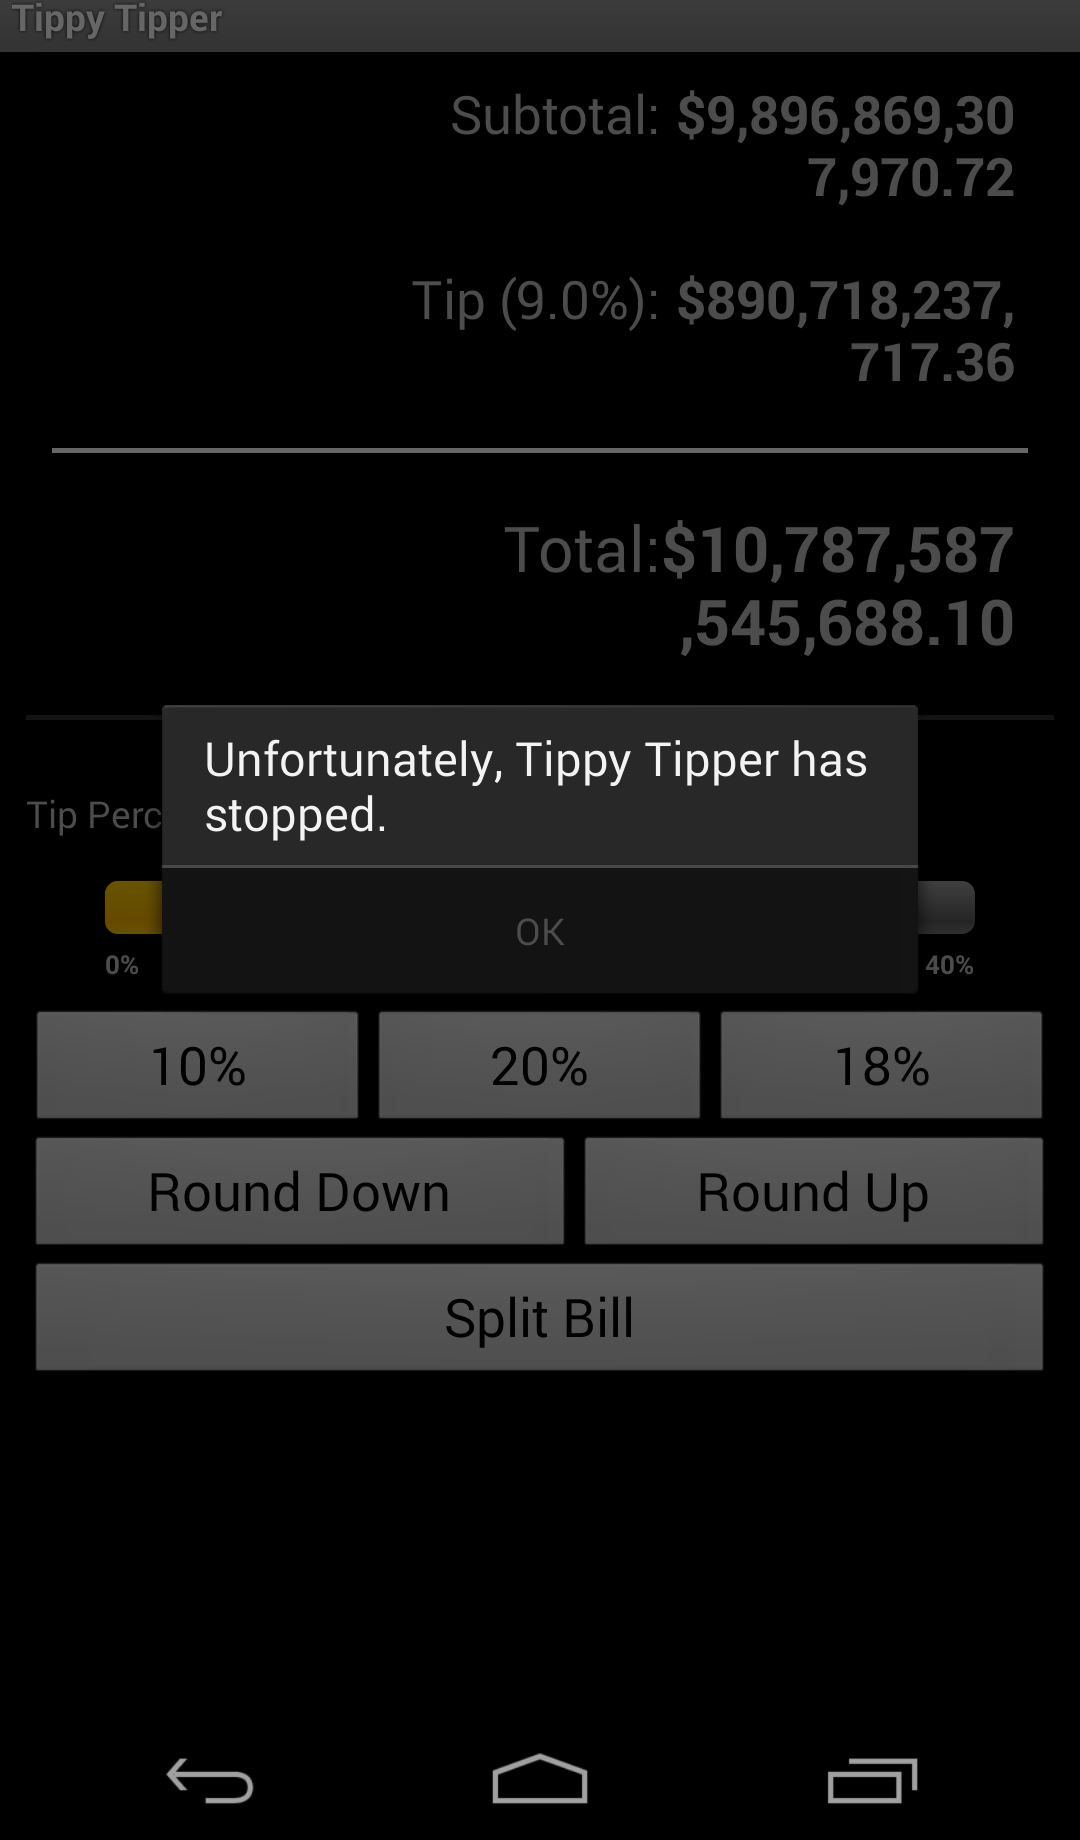 Tippy Tipper
Subtotal: $9,896,869,30
7,970.72
Tip (9.0%): $890,718,237,
717.36
Total:$10,787,587
,545,688.10
Unfortunately, Tippy Tipper has
stopped.
Tip Perc
OK
0% 40%
10% 20% 18%
Round Down Round Up
Split Bill